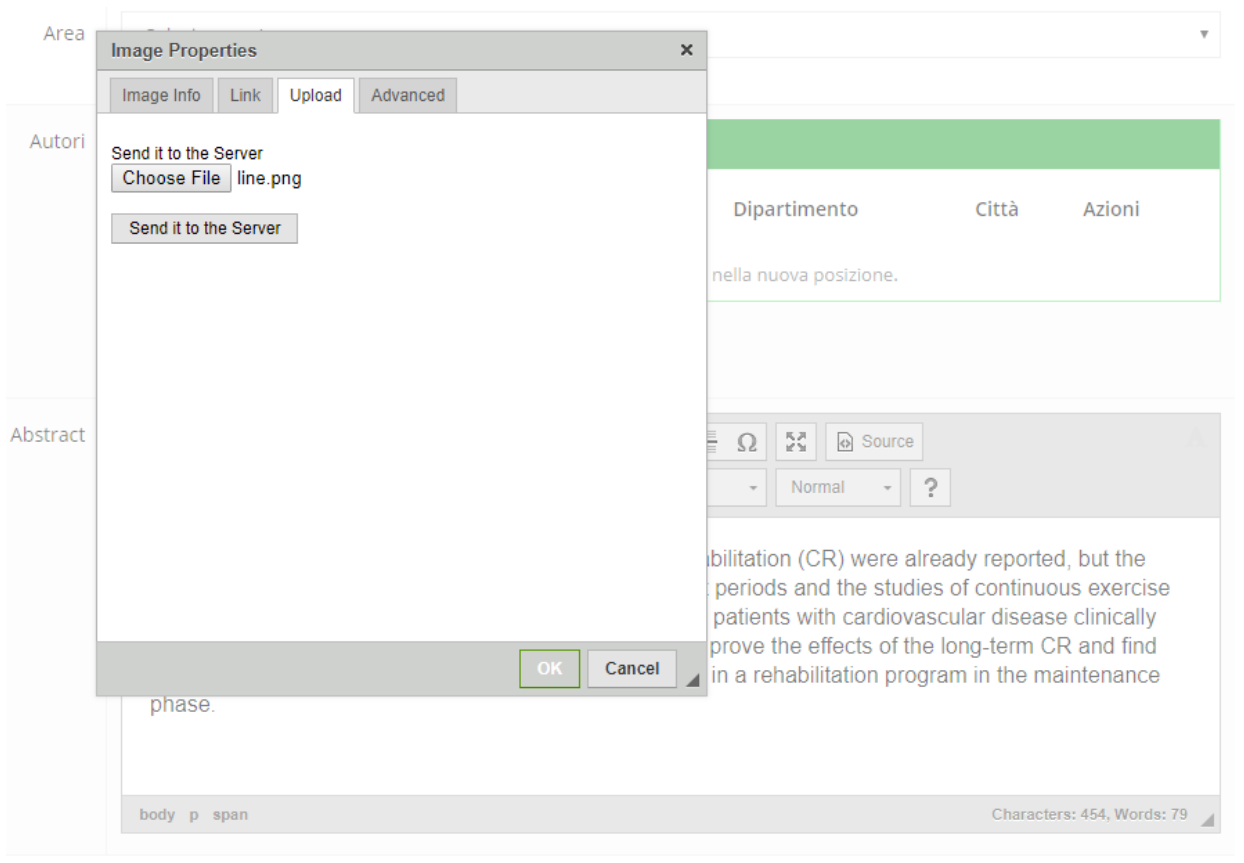 Area
Image Properties
Image Info Link Upload Advanced
Autori
Send it to the Server
Choose File line.png
Send it to the Server
Dipartimento Città Azioni
nella nuova posizione.
Abstract
Ω Source
Normal ?
bilitation (CR) were already reported, but the
periods and the studies of continuous exercise
patients with cardiovascular disease clinically
prove the effects of the long-term CR and find
OK Cancel
in a rehabilitation program in the maintenance
phase.
body p span
Characters: 454, Words: 79